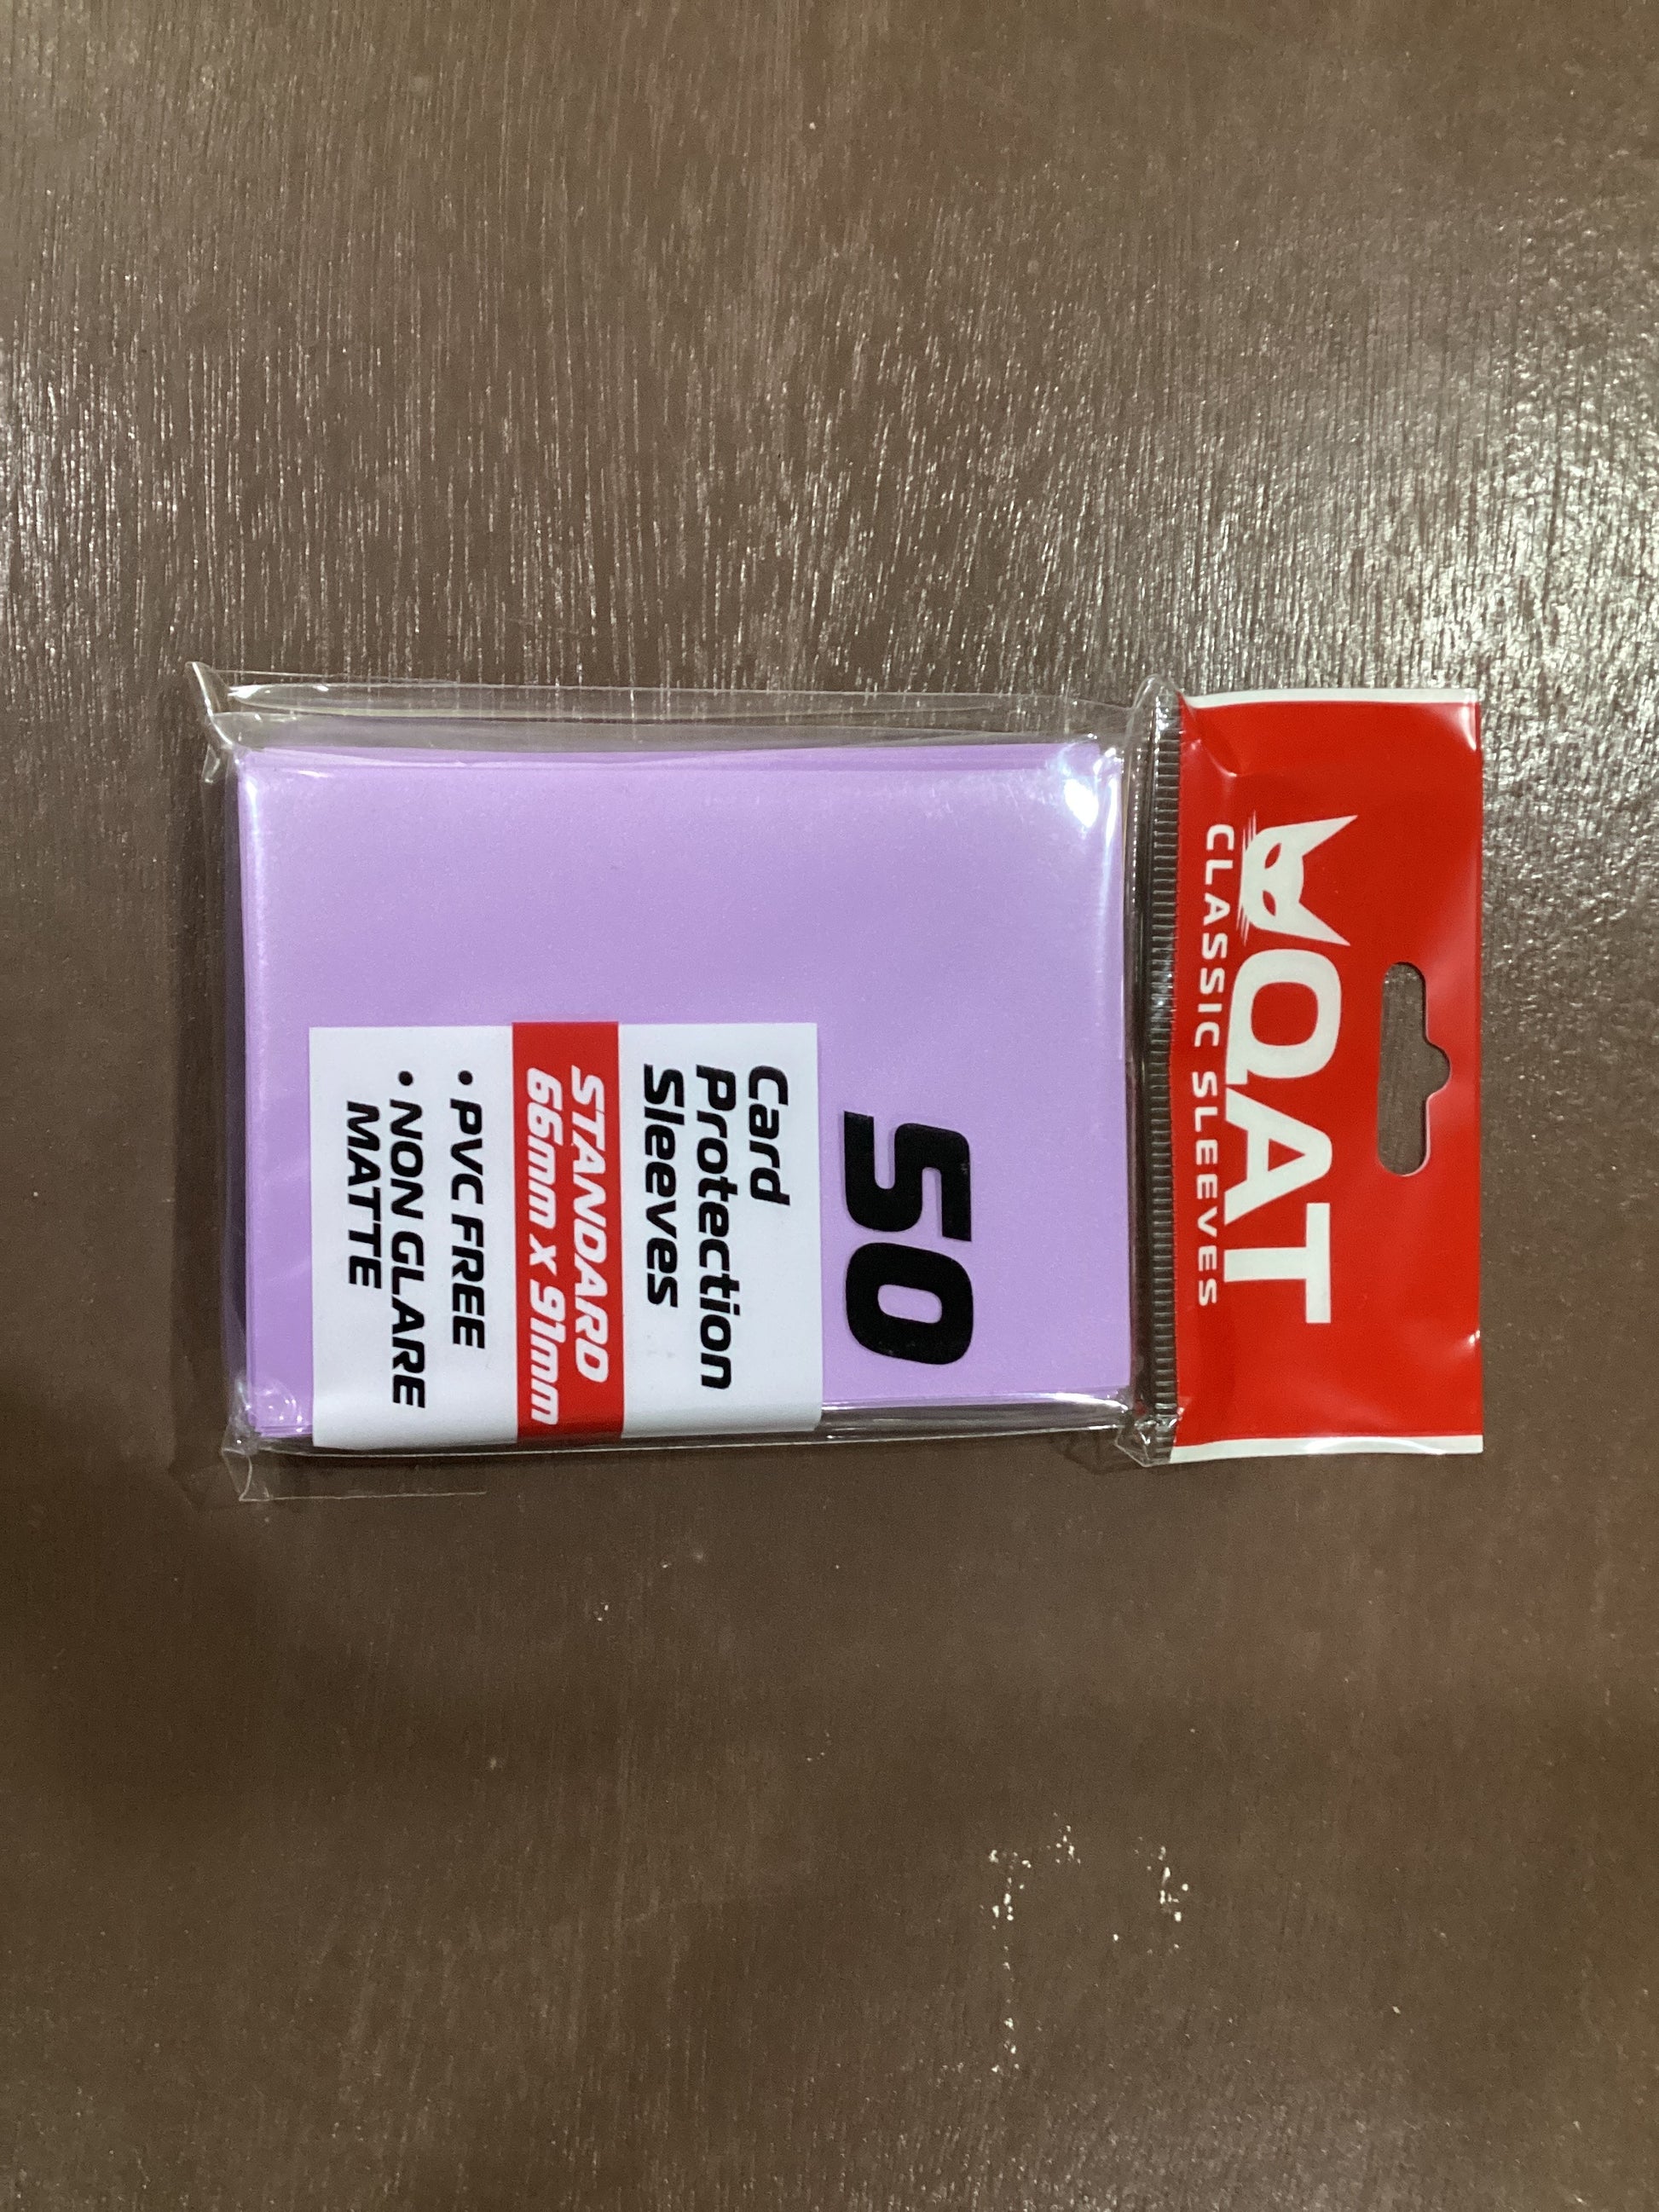 QAT
CLASSIC SLEEVES
50
Card
Protection
Sleeves
STANDARD
66mm x 91mm
• PVC FREE
• NON GLARE
MATTE